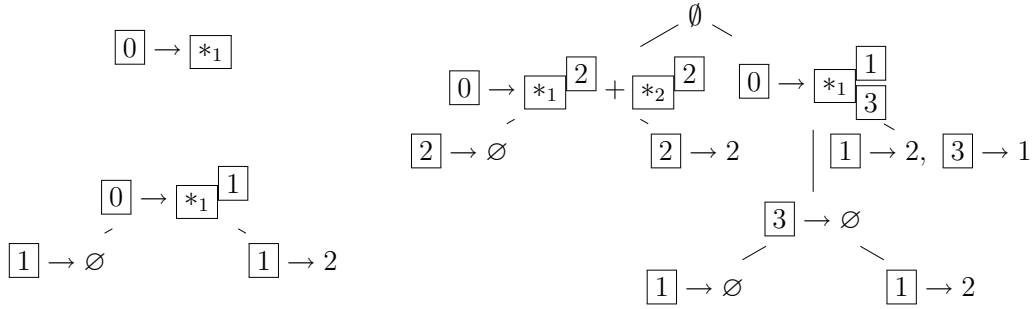 0 → *₁
0 → *₁ 1
1 → ∅
1 → 2
∅
0 → *₁ 2 + *₂ 2
2 → ∅
2 → 2
0 → *₁ 1 3
1 → 2, 3 → 1
3 → ∅
1 → ∅
1 → 2